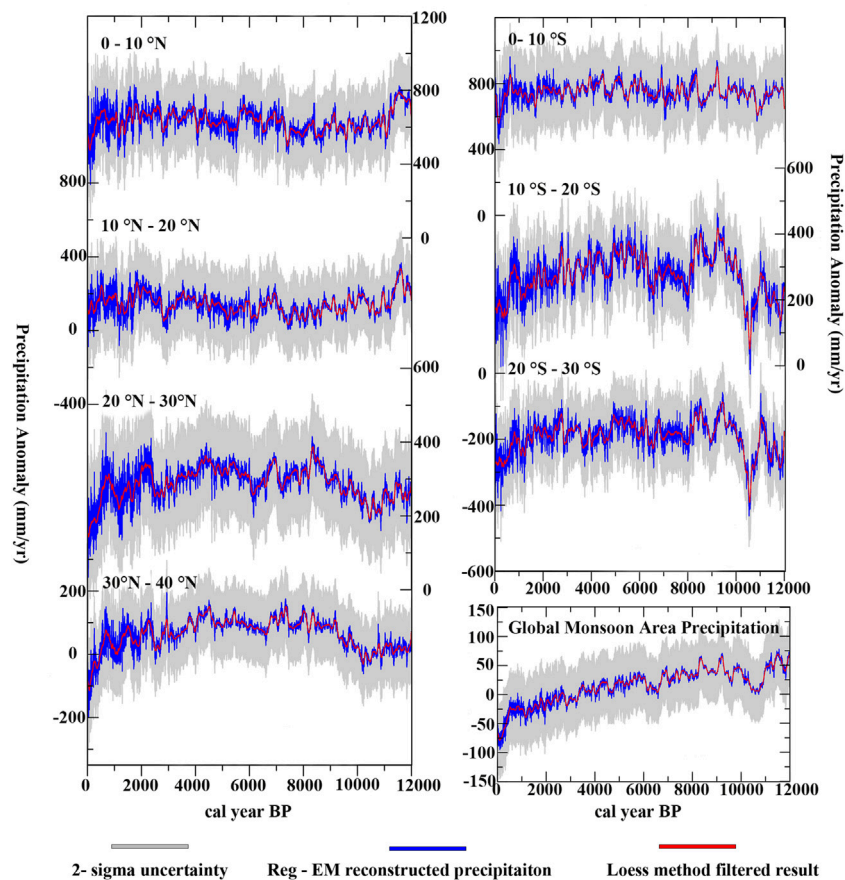 0 - 10 °N
10 °N - 20 °N
20 °N - 30°N
30°N - 40 °N
800
400
0
-400
200
0
-200
1200
1000
800
600
400
0
600
400
200
0
Precipitation Anomaly (mm/yr)
0 2000 4000 6000 8000 10000 12000
cal year BP
0- 10 °S
10 °S - 20 °S
20 °S - 30 °S
800
400
0
0
-200
-400
-600
600
400
200
0
Precipitation Anomaly (mm/yr)
0 2000 4000 6000 8000 10000 12000
Global Monsoon Area Precipitation
150
100
50
0
-50
-100
-150
0 2000 4000 6000 8000 10000 12000
cal year BP
2- sigma uncertainty
Reg - EM reconstructed precipitaiton
Loess method filtered result